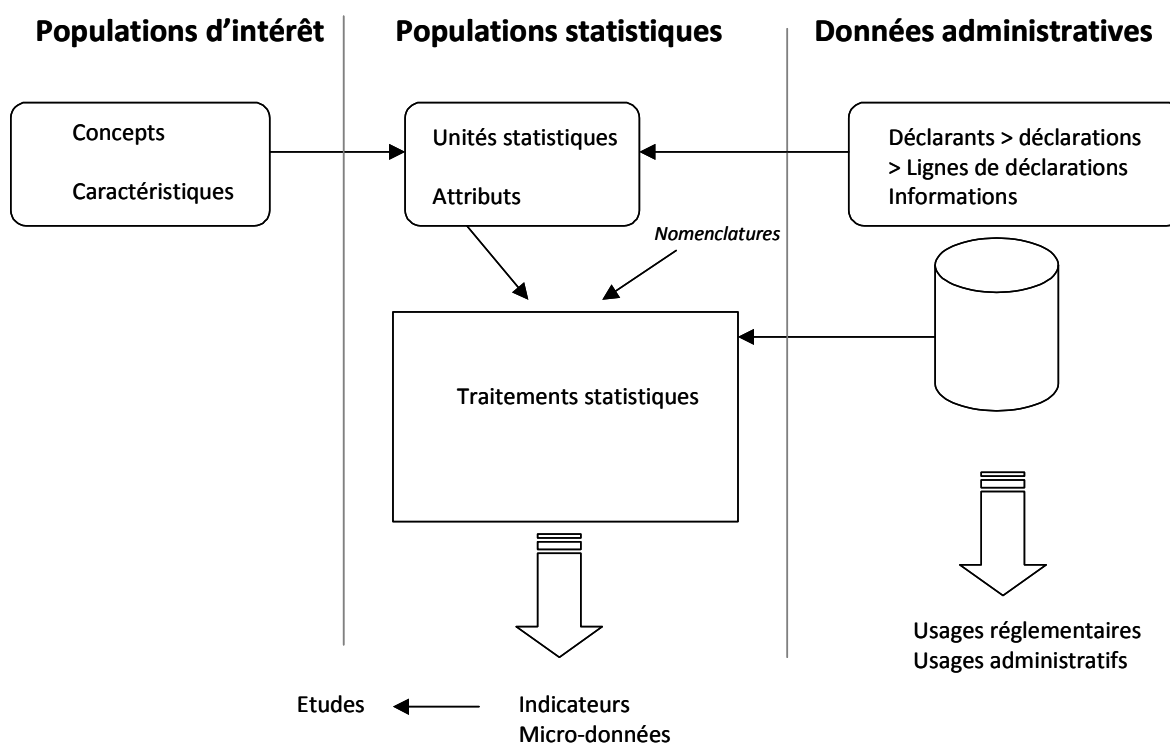 Populations d’intérêt
Populations statistiques
Données administratives
Concepts
Caractéristiques
Unités statistiques
Attributs
Déclarants > déclarations
> Lignes de déclarations
Informations
Nomenclatures
Traitements statistiques
Usages réglementaires
Usages administratifs
Etudes
Indicateurs
Micro-données